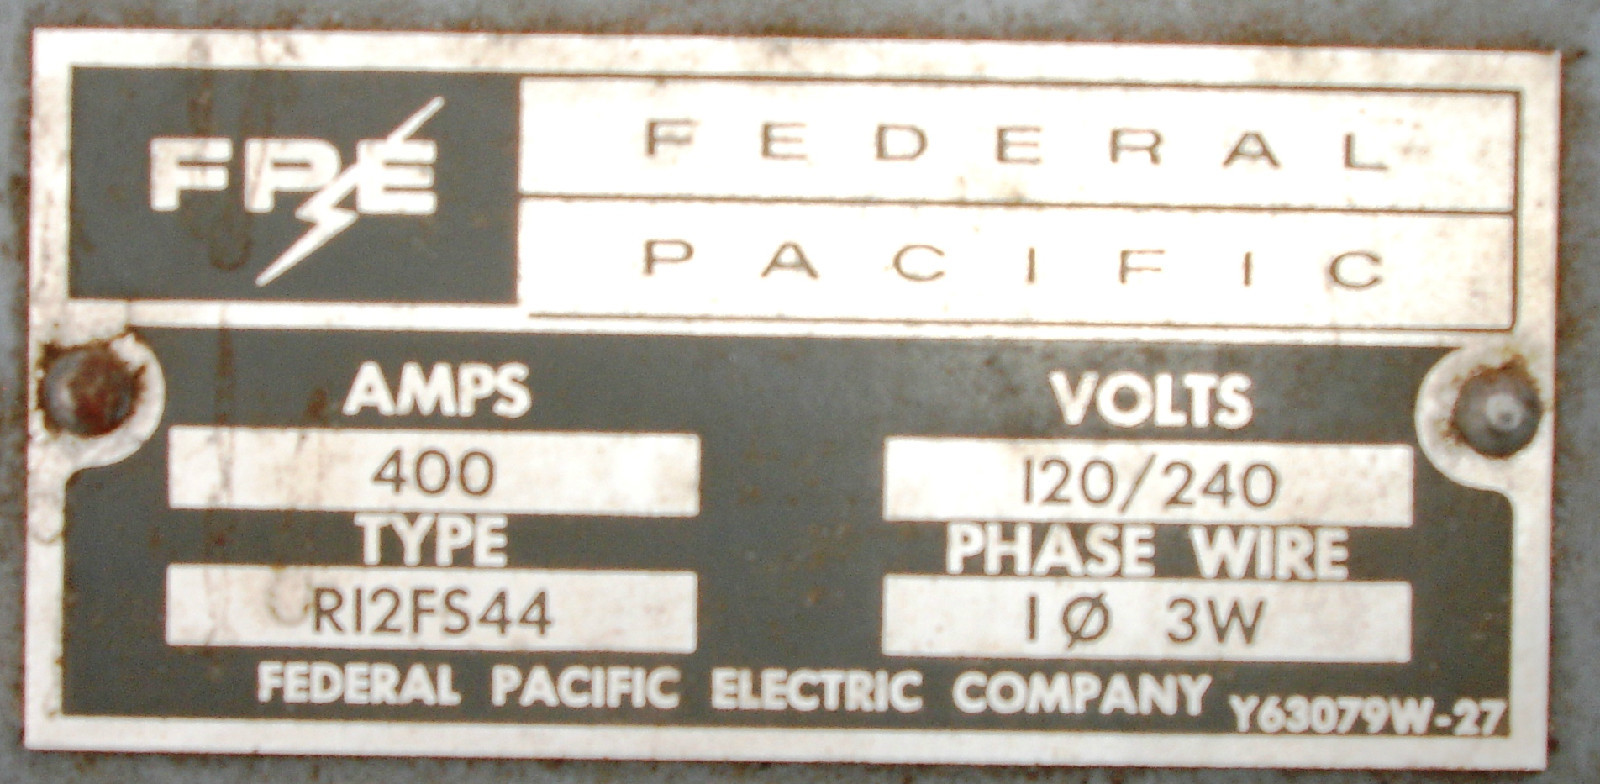 FPE
FEDERAL
PACIFIC
AMPS
400
VOLTS
120/240
TYPE
R12FS44
PHASE WIRE
1Ø 3W
FEDERAL PACIFIC ELECTRIC COMPANY Y63079W-27